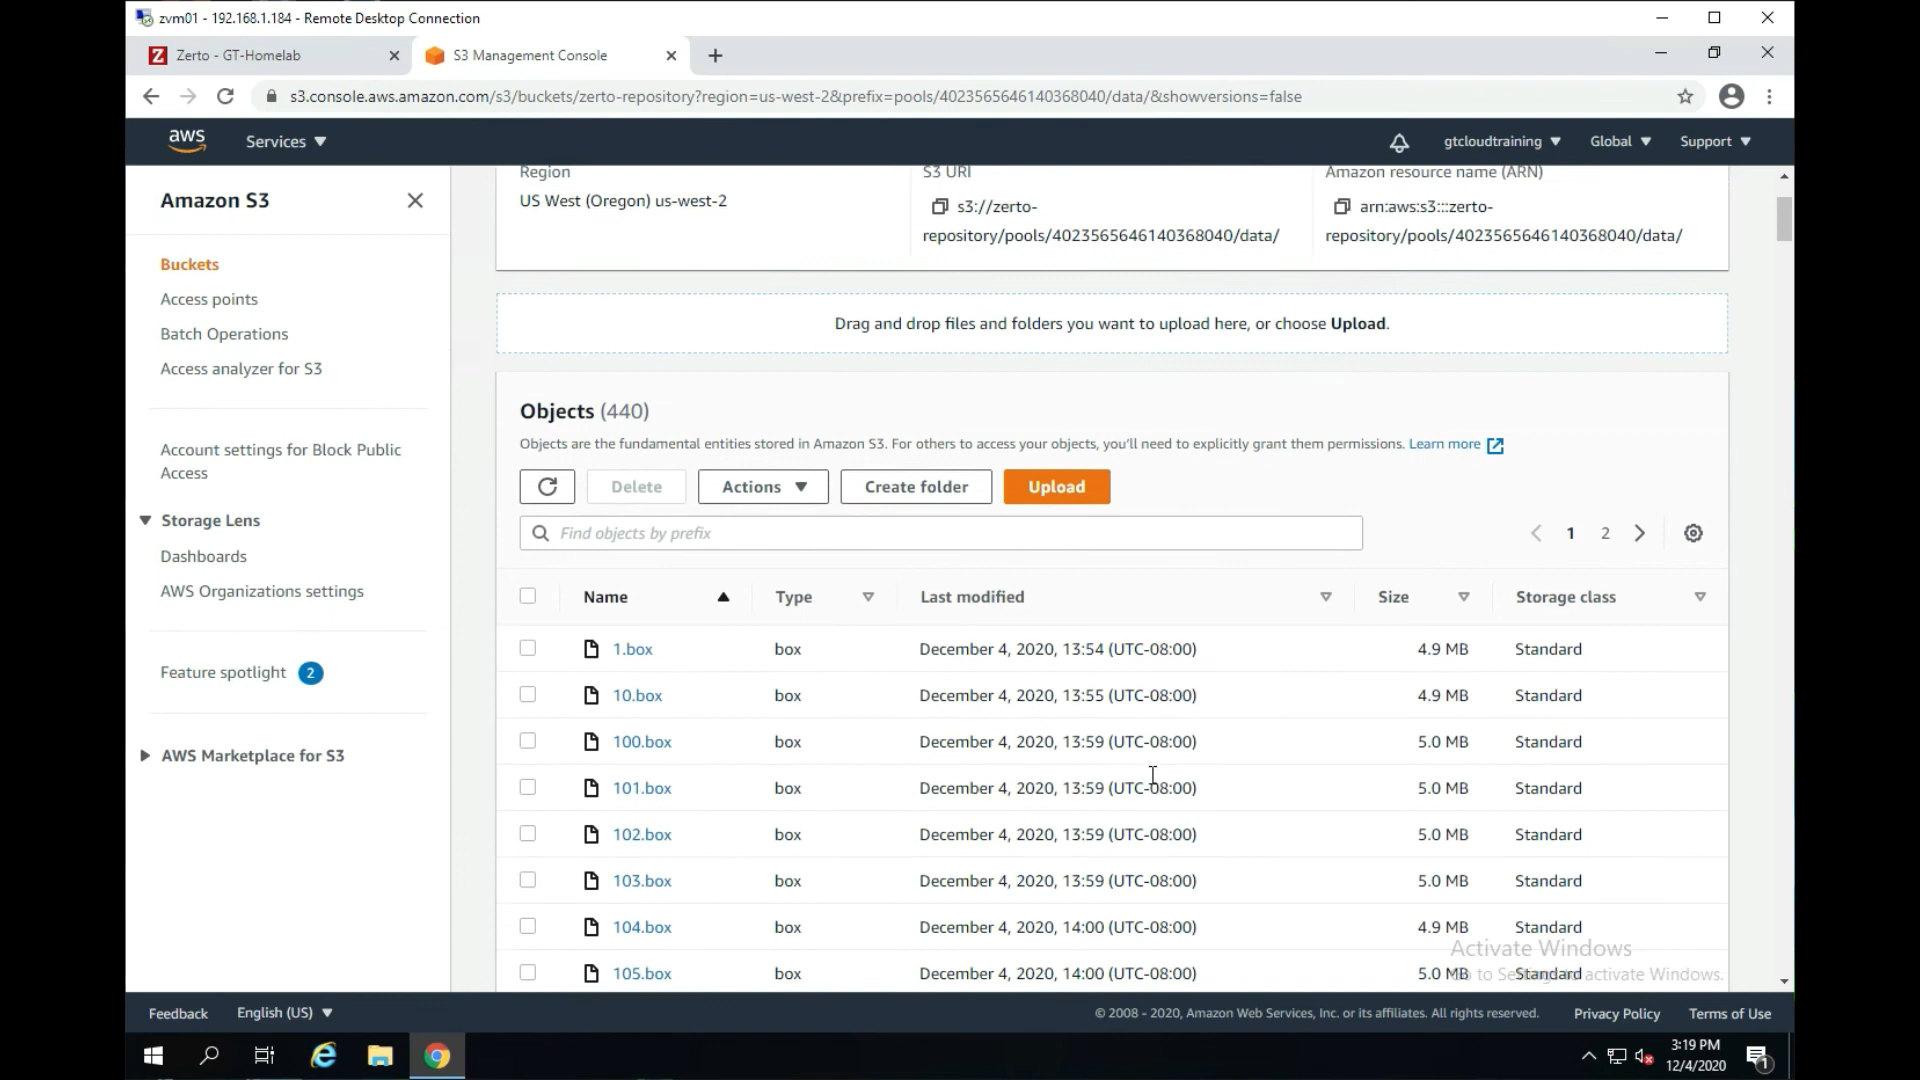 zvm01 - 192.168.1.184 - Remote Desktop Connection
Zerto - GT-Homelab
S3 Management Console
s3.console.aws.amazon.com/s3/buckets/zerto-repository?region=us-west-2&prefix=pools/4023565646140368040/data/&showversions=false
aws Services gtcloudtraining Global Support
Amazon S3
Buckets
Access points
Batch Operations
Access analyzer for S3
Account settings for Block Public
Access
Storage Lens
Dashboards
AWS Organizations settings
Feature spotlight 2
AWS Marketplace for S3
Region
US West (Oregon) us-west-2
S3 URI
s3://zerto-
repository/pools/4023565646140368040/data/
Amazon resource name (ARN)
arn:aws:s3:::zerto-
repository/pools/4023565646140368040/data/
Drag and drop files and folders you want to upload here, or choose Upload.
Objects (440)
Objects are the fundamental entities stored in Amazon S3. For others to access your objects, you'll need to explicitly grant them permissions. Learn more
Delete Actions Create folder Upload
Find objects by prefix
1 2
Name Type Last modified Size Storage class
1.box box December 4, 2020, 13:54 (UTC-08:00) 4.9 MB Standard
10.box box December 4, 2020, 13:55 (UTC-08:00) 4.9 MB Standard
100.box box December 4, 2020, 13:59 (UTC-08:00) 5.0 MB Standard
101.box box December 4, 2020, 13:59 (UTC-08:00) 5.0 MB Standard
102.box box December 4, 2020, 13:59 (UTC-08:00) 5.0 MB Standard
103.box box December 4, 2020, 13:59 (UTC-08:00) 5.0 MB Standard
104.box box December 4, 2020, 14:00 (UTC-08:00) 4.9 MB Standard
105.box box December 4, 2020, 14:00 (UTC-08:00) 5.0 MB Standard
Activate Windows
Go to Settings to activate Windows.
Feedback English (US) © 2008 - 2020, Amazon Web Services, Inc. or its affiliates. All rights reserved. Privacy Policy Terms of Use
3:19 PM
12/4/2020
1